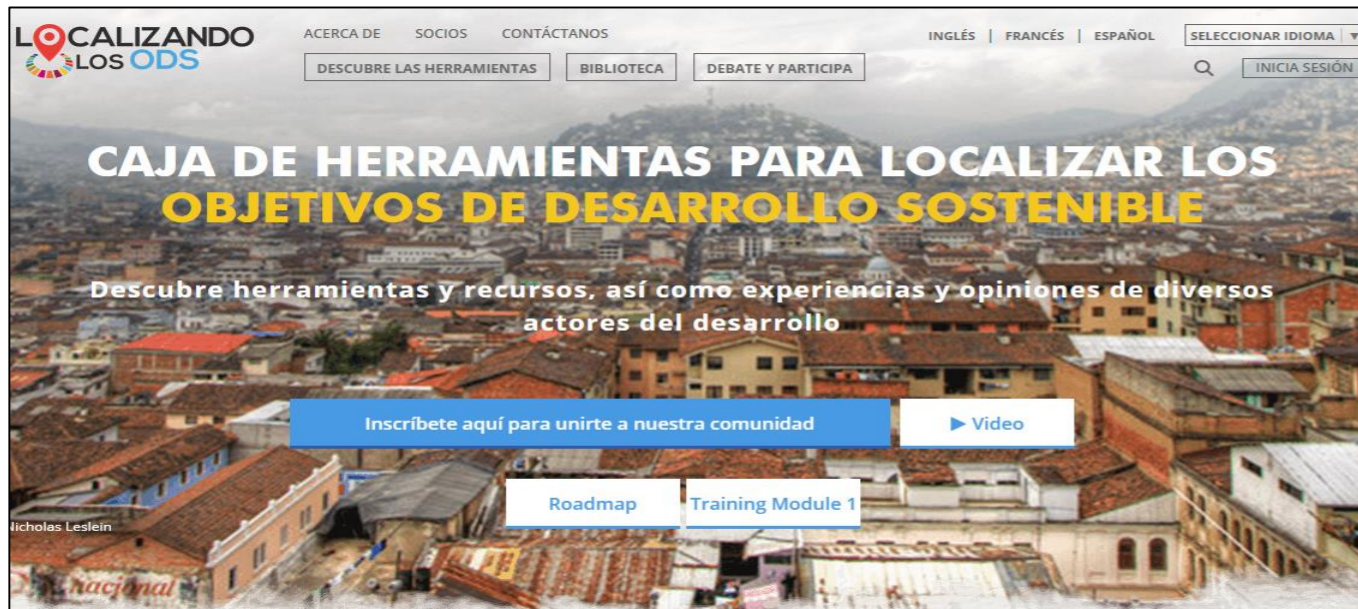 LOCALIZANDO
LOS ODS
ACERCA DE SOCIOS CONTÁCTANOS
INGLÉS | FRANCÉS | ESPAÑOL
SELECCIONAR IDIOMA
DESCUBRE LAS HERRAMIENTAS BIBLIOTECA DEBATE Y PARTICIPA
INICIA SESIÓN
CAJA DE HERRAMIENTAS PARA LOCALIZAR LOS
OBJETIVOS DE DESARROLLO SOSTENIBLE
Descubre herramientas y recursos, así como experiencias y opiniones de diversos
actores del desarrollo
Inscríbete aquí para unirte a nuestra comunidad
Video
Roadmap Training Module 1
Nicholas Leslein
nacional